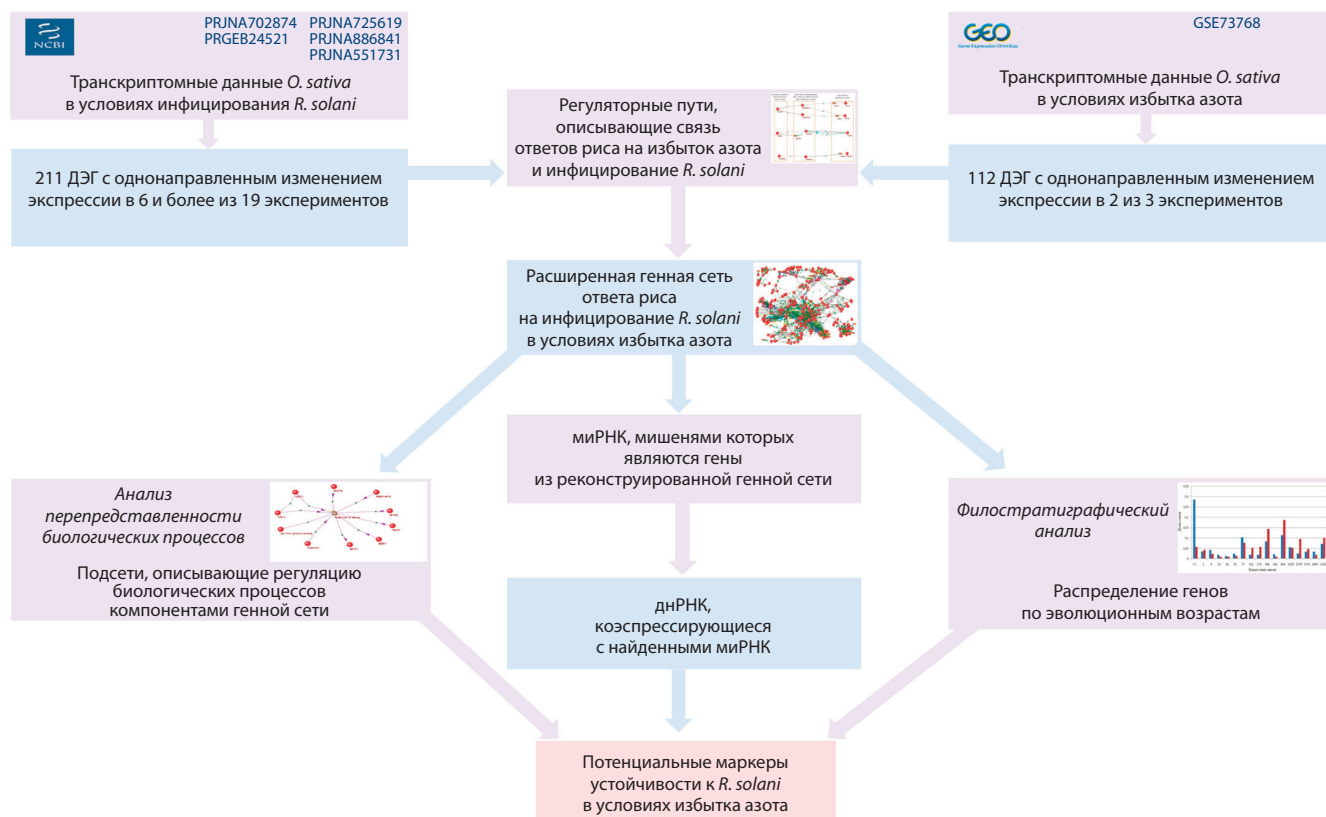 NCBI
PRJNA702874 PRJNA725619
PRGEB24521 PRJNA886841
PRJNA551731
Транскриптомные данные O. sativa
в условиях инфицирования R. solani
GEO
Gene Expression Omnibus
GSE73768
Транскриптомные данные O. sativa
в условиях избытка азота
Регуляторные пути,
описывающие связь
ответов риса на избыток азота
и инфицирование R. solani
211 ДЭГ с однонаправленным изменением
экспрессии в 6 и более из 19 экспериментов
112 ДЭГ с однонаправленным изменением
экспрессии в 2 из 3 экспериментов
Расширенная генная сеть
ответа риса
на инфицирование R. solani
в условиях избытка азота
миРНК, мишенями которых
являются гены
из реконструированной генной сети
Анализ
перепредставленности
биологических процессов
Подсети, описывающие регуляцию
биологических процессов
компонентами генной сети
Филостратиграфический
анализ
Распределение генов
по эволюционным возрастам
днРНК,
коэспрессирующиеся
с найденными миРНК
Потенциальные маркеры
устойчивости к R. solani
в условиях избытка азота